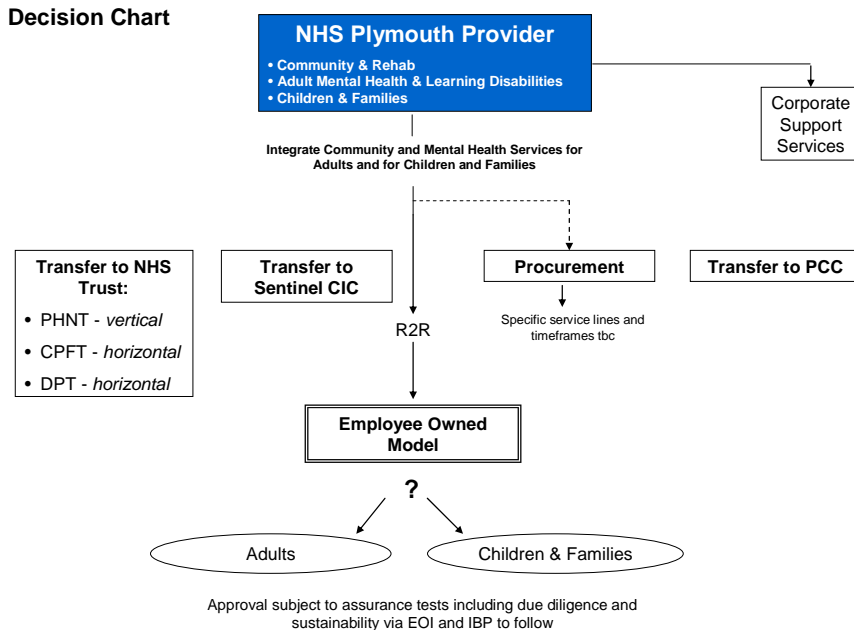 Decision Chart
NHS Plymouth Provider
• Community & Rehab
• Adult Mental Health & Learning Disabilities
• Children & Families
Corporate
Support
Services
Integrate Community and Mental Health Services for
Adults and for Children and Families
Transfer to NHS
Trust:
• PHNT - vertical
• CPFT - horizontal
• DPT - horizontal
Transfer to
Sentinel CIC
Procurement
Transfer to PCC
Specific service lines and
timeframes tbc
R2R
Employee Owned
Model
?
Adults
Children & Families
Approval subject to assurance tests including due diligence and
sustainability via EOI and IBP to follow